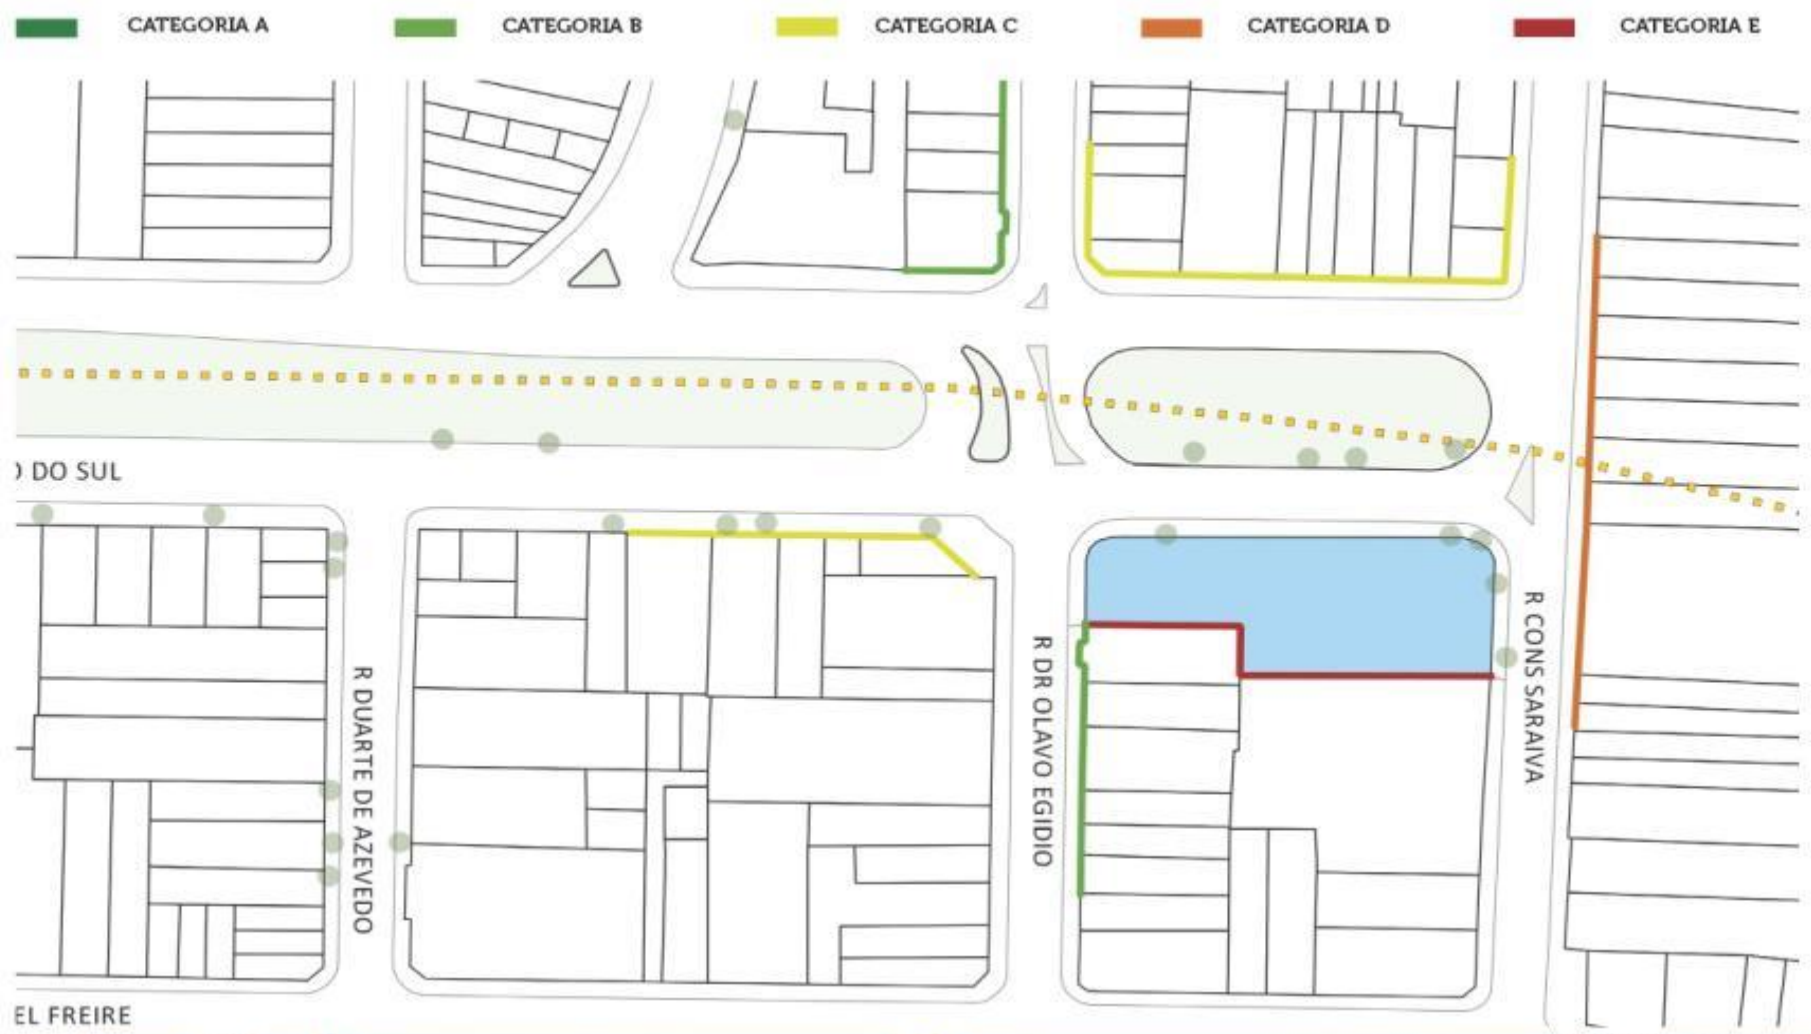 CATEGORIA A
CATEGORIA B
CATEGORIA C
CATEGORIA D
CATEGORIA E
O DO SUL
R DUARTE DE AZEVEDO
R DR OLAVO EGIDIO
R CONS SARAIVA
EL FREIRE